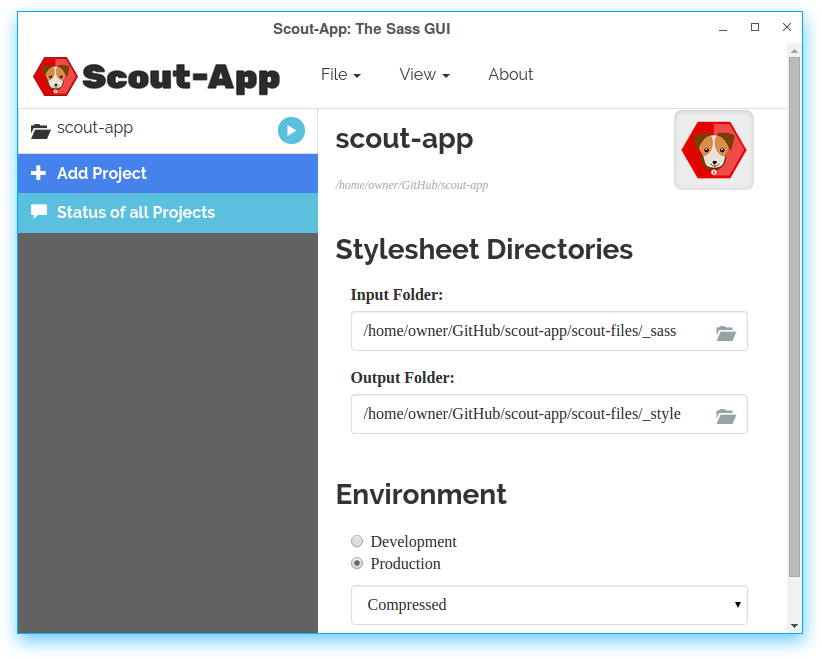 Scout-App: The Sass GUI
Scout-App
File View About
scout-app
Add Project
Status of all Projects
scout-app
/home/owner/GitHub/scout-app
Stylesheet Directories
Input Folder:
/home/owner/GitHub/scout-app/scout-files/_sass
Output Folder:
/home/owner/GitHub/scout-app/scout-files/_style
Environment
Development
Production
Compressed